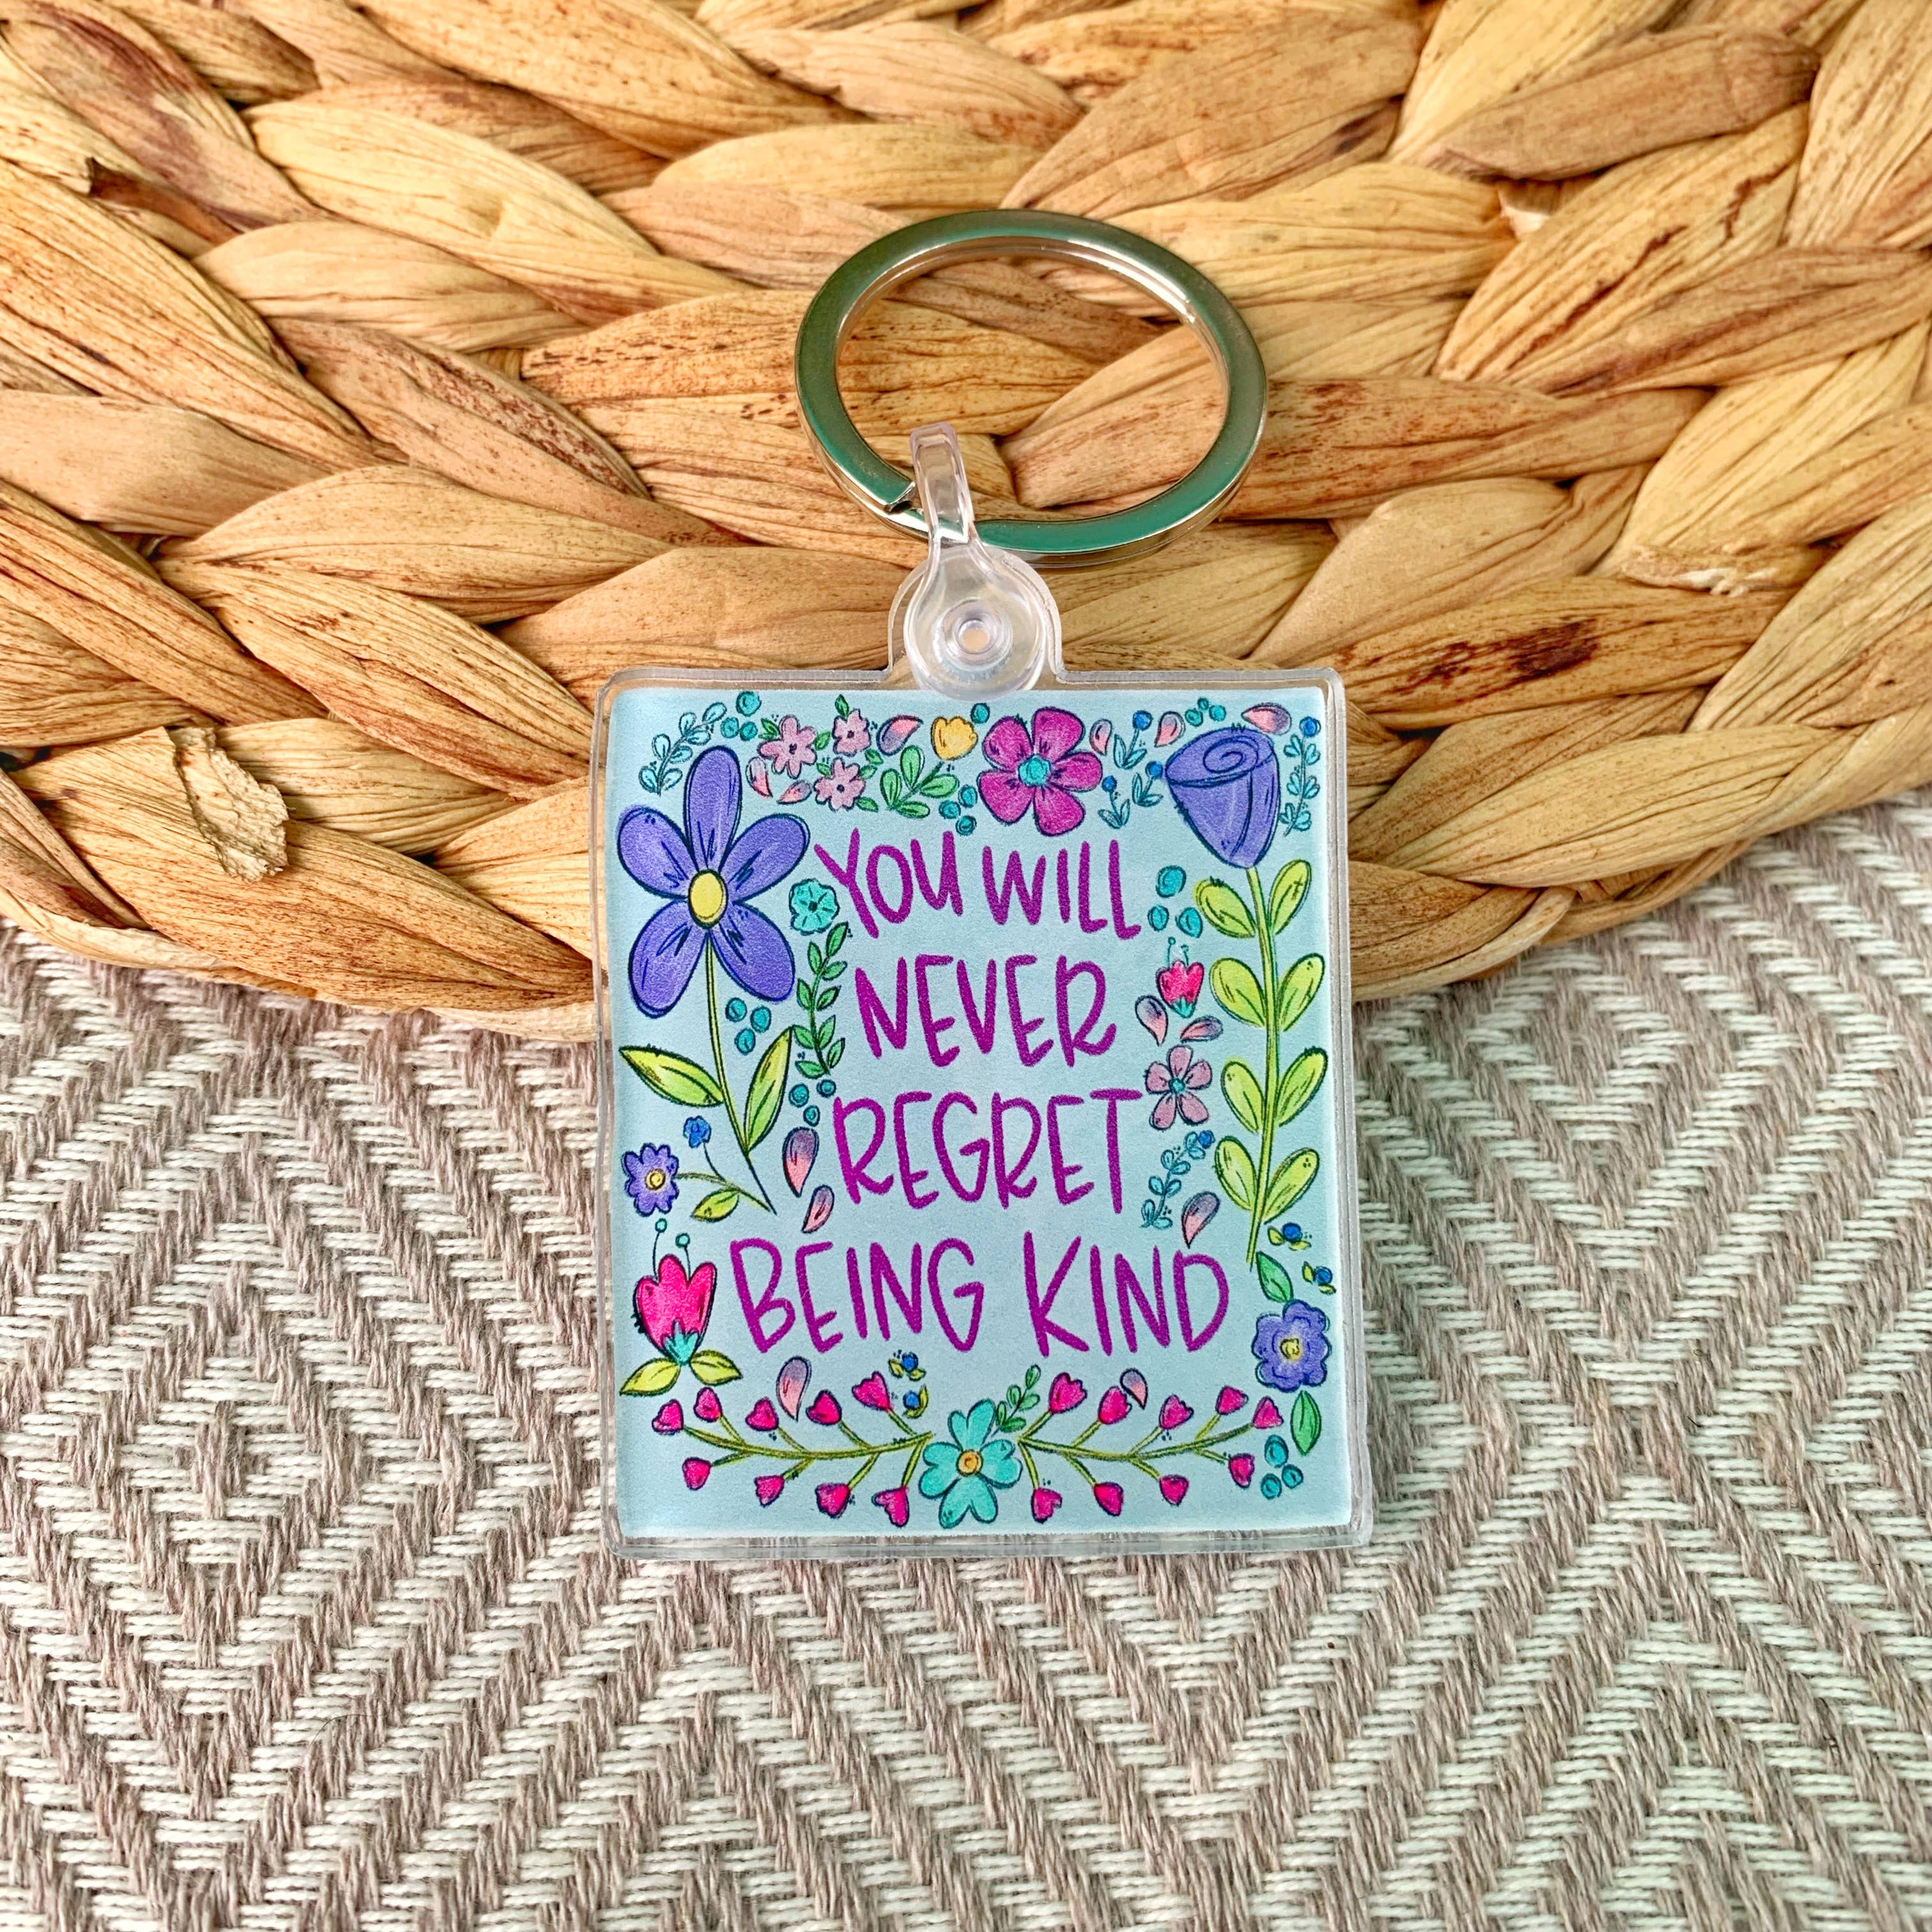 YOU WILL
NEVER
REGRET
BEING KIND